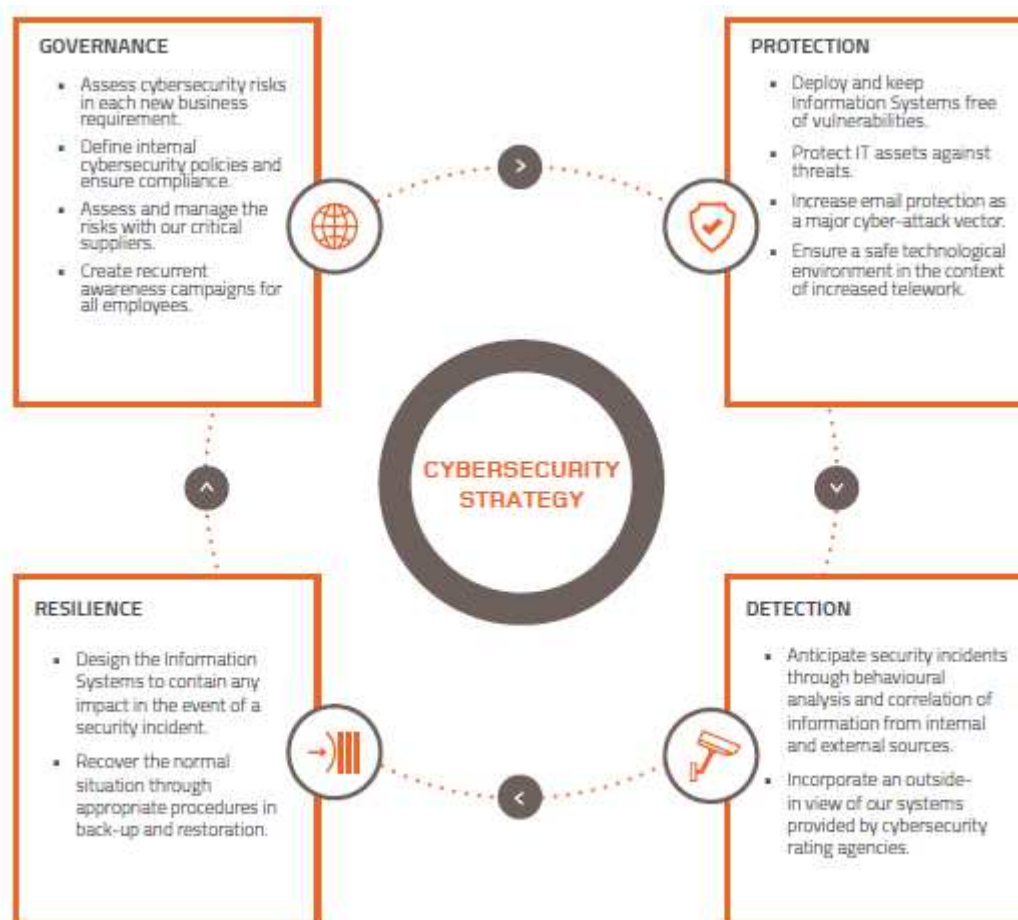 GOVERNANCE
▪ Assess cybersecurity risks
in each new business
requirement.
▪ Define internal
cybersecurity policies and
ensure compliance.
▪ Assess and manage the
risks with our critical
suppliers.
▪ Create recurrent
awareness campaigns for
all employees.
PROTECTION
▪ Deploy and keep
Information Systems free
of vulnerabilities.
▪ Protect IT assets against
threats.
▪ Increase email protection as
a major cyber-attack vector.
▪ Ensure a safe technological
environment in the context
of increased telework.
CYBERSECURITY
STRATEGY
RESILIENCE
▪ Design the Information
Systems to contain any
impact in the event of a
security incident.
▪ Recover the normal
situation through
appropriate procedures in
back-up and restoration.
DETECTION
▪ Anticipate security incidents
through behavioural
analysis and correlation of
information from internal
and external sources.
▪ Incorporate an outside-
in view of our systems
provided by cybersecurity
rating agencies.